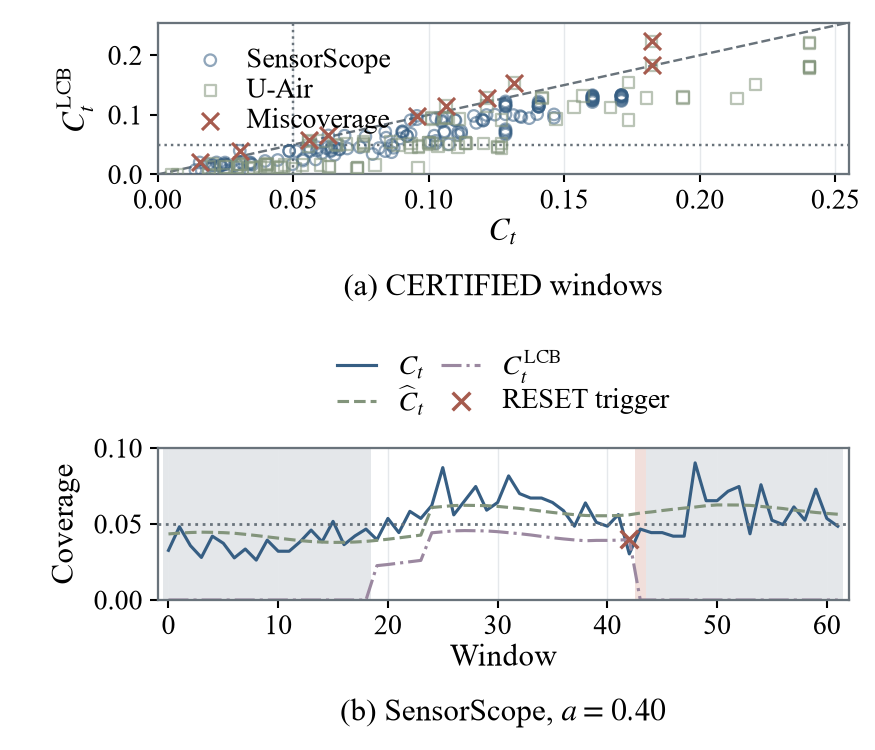 0.2
0.1
0.0
C_t^LCB
SensorScope
U-Air
Miscoverage
0.00 0.05 0.10 0.15 0.20 0.25
C_t
(a) CERTIFIED windows
C_t C_t^LCB
Ĉ_t RESET trigger
0.10
0.05
0.00
Coverage
0 10 20 30 40 50 60
Window
(b) SensorScope, a = 0.40